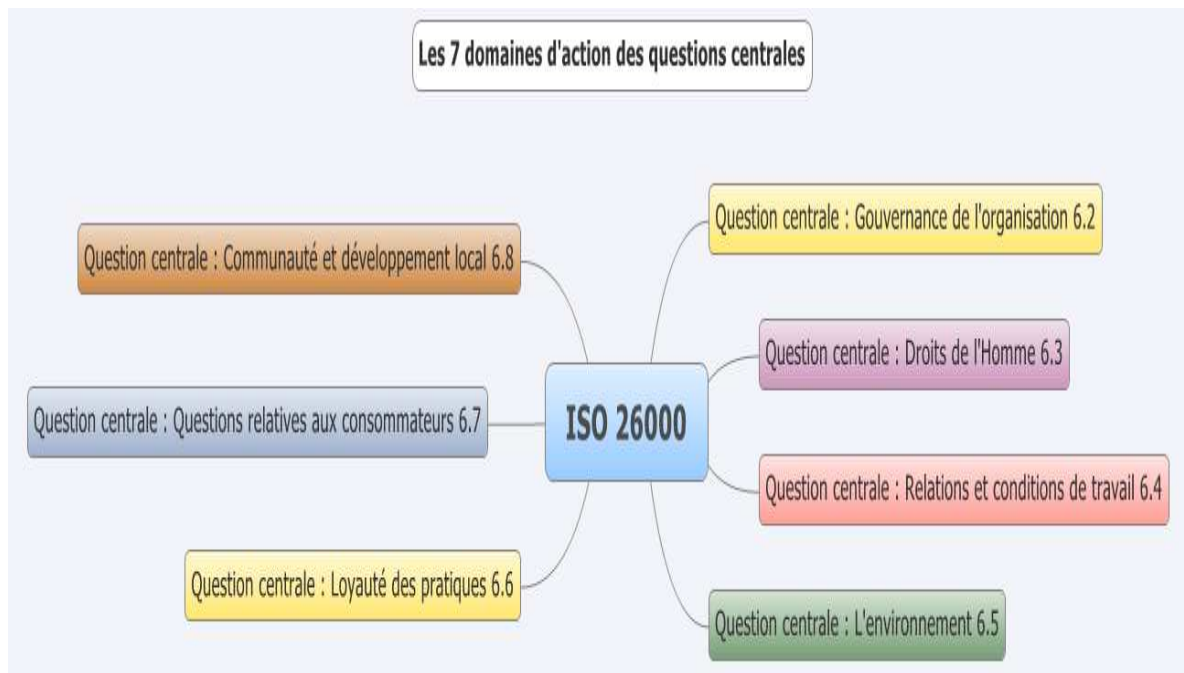 Les 7 domaines d'action des questions centrales
Question centrale : Gouvernance de l'organisation 6.2
Question centrale : Communauté et développement local 6.8
Question centrale : Droits de l'Homme 6.3
ISO 26000
Question centrale : Questions relatives aux consommateurs 6.7
Question centrale : Relations et conditions de travail 6.4
Question centrale : Loyauté des pratiques 6.6
Question centrale : L'environnement 6.5